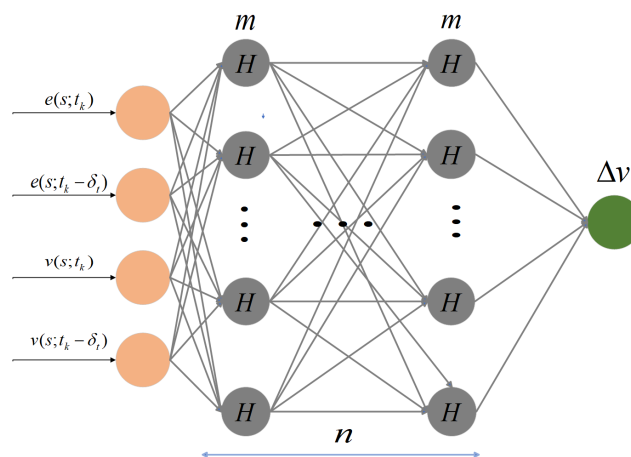 m m
H H
e(s;t_k)
H H
e(s;t_k − δ_t)
Δv
v(s;t_k)
H H
v(s;t_k − δ_t)
H H
n